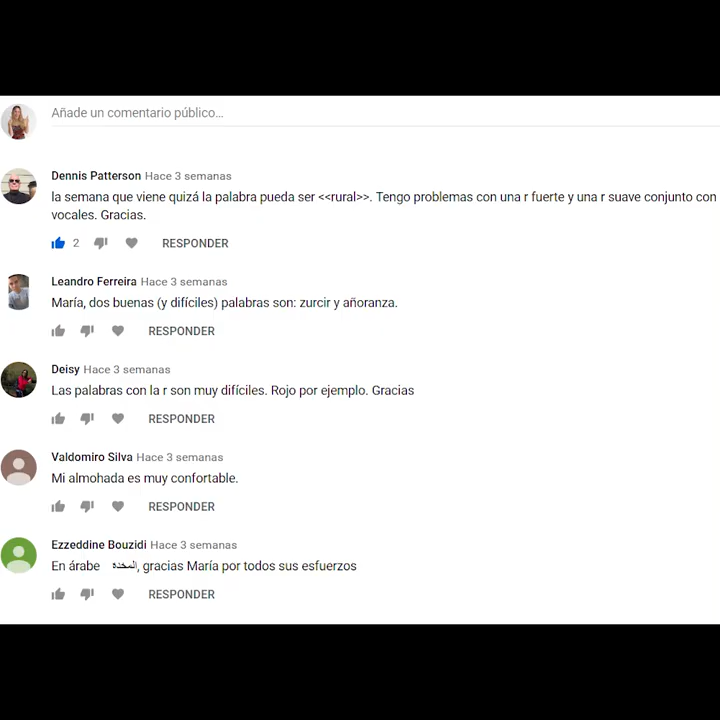 Añade un comentario público...
Dennis Patterson Hace 3 semanas
la semana que viene quizá la palabra pueda ser <<rural>>. Tengo problemas con una r fuerte y una r suave conjunto con
vocales. Gracias.
2 RESPONDER
Leandro Ferreira Hace 3 semanas
María, dos buenas (y difíciles) palabras son: zurcir y añoranza.
RESPONDER
Deisy Hace 3 semanas
Las palabras con la r son muy difíciles. Rojo por ejemplo. Gracias
RESPONDER
Valdomiro Silva Hace 3 semanas
Mi almohada es muy confortable.
RESPONDER
Ezzeddine Bouzidi Hace 3 semanas
En árabe المخدة, gracias María por todos sus esfuerzos
RESPONDER